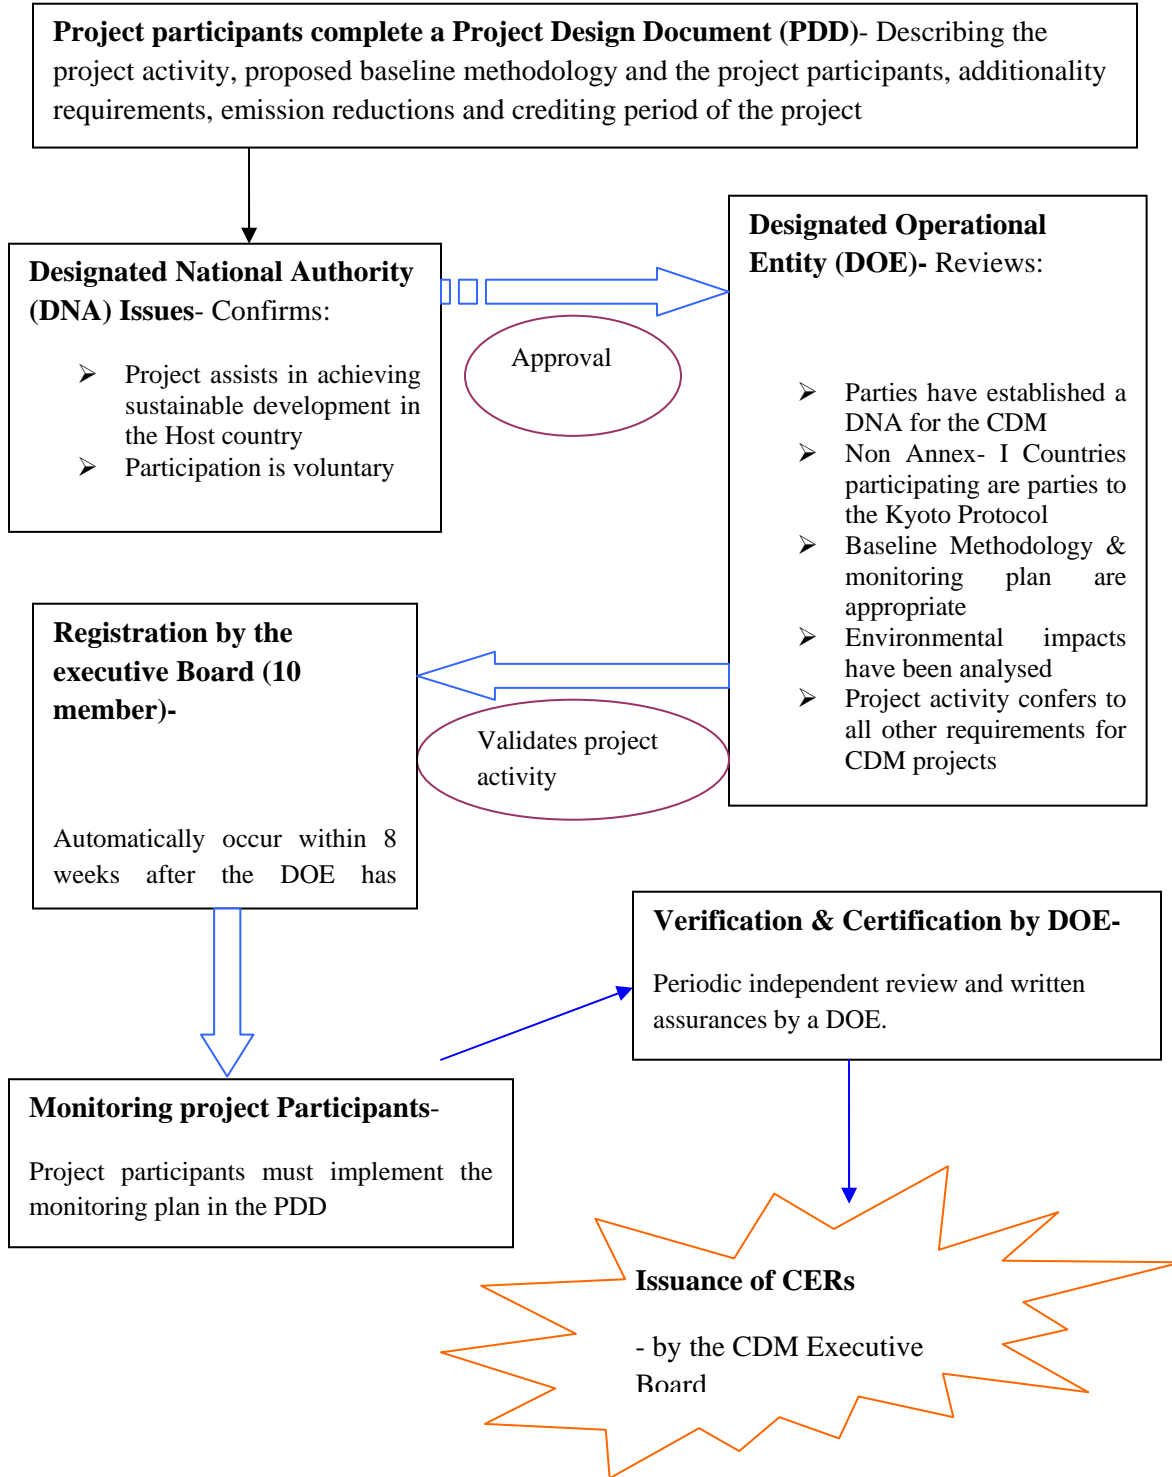 Project participants complete a Project Design Document (PDD)- Describing the
project activity, proposed baseline methodology and the project participants, additionality
requirements, emission reductions and crediting period of the project
Designated National Authority
(DNA) Issues- Confirms:
➢ Project assists in achieving
sustainable development in
the Host country
➢ Participation is voluntary
Approval
Designated Operational
Entity (DOE)- Reviews:
➢ Parties have established a
DNA for the CDM
➢ Non Annex- I Countries
participating are parties to
the Kyoto Protocol
➢ Baseline Methodology &
monitoring plan are
appropriate
➢ Environmental impacts
have been analysed
➢ Project activity confers to
all other requirements for
CDM projects
Validates project
activity
Registration by the
executive Board (10
member)-
Automatically occur within 8
weeks after the DOE has
Monitoring project Participants-
Project participants must implement the
monitoring plan in the PDD
Verification & Certification by DOE-
Periodic independent review and written
assurances by a DOE.
Issuance of CERs
- by the CDM Executive
Board